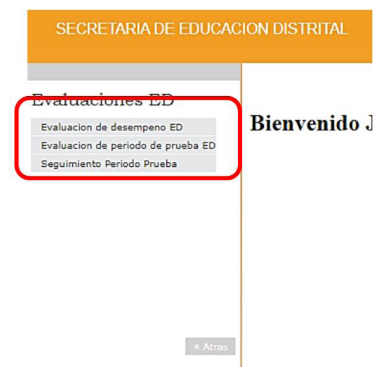 SECRETARIA DE EDUCACION DISTRITAL
Evaluaciones ED
Evaluacion de desempeno ED
Evaluacion de periodo de prueba ED
Seguimiento Periodo Prueba
Bienvenido J
« Atras